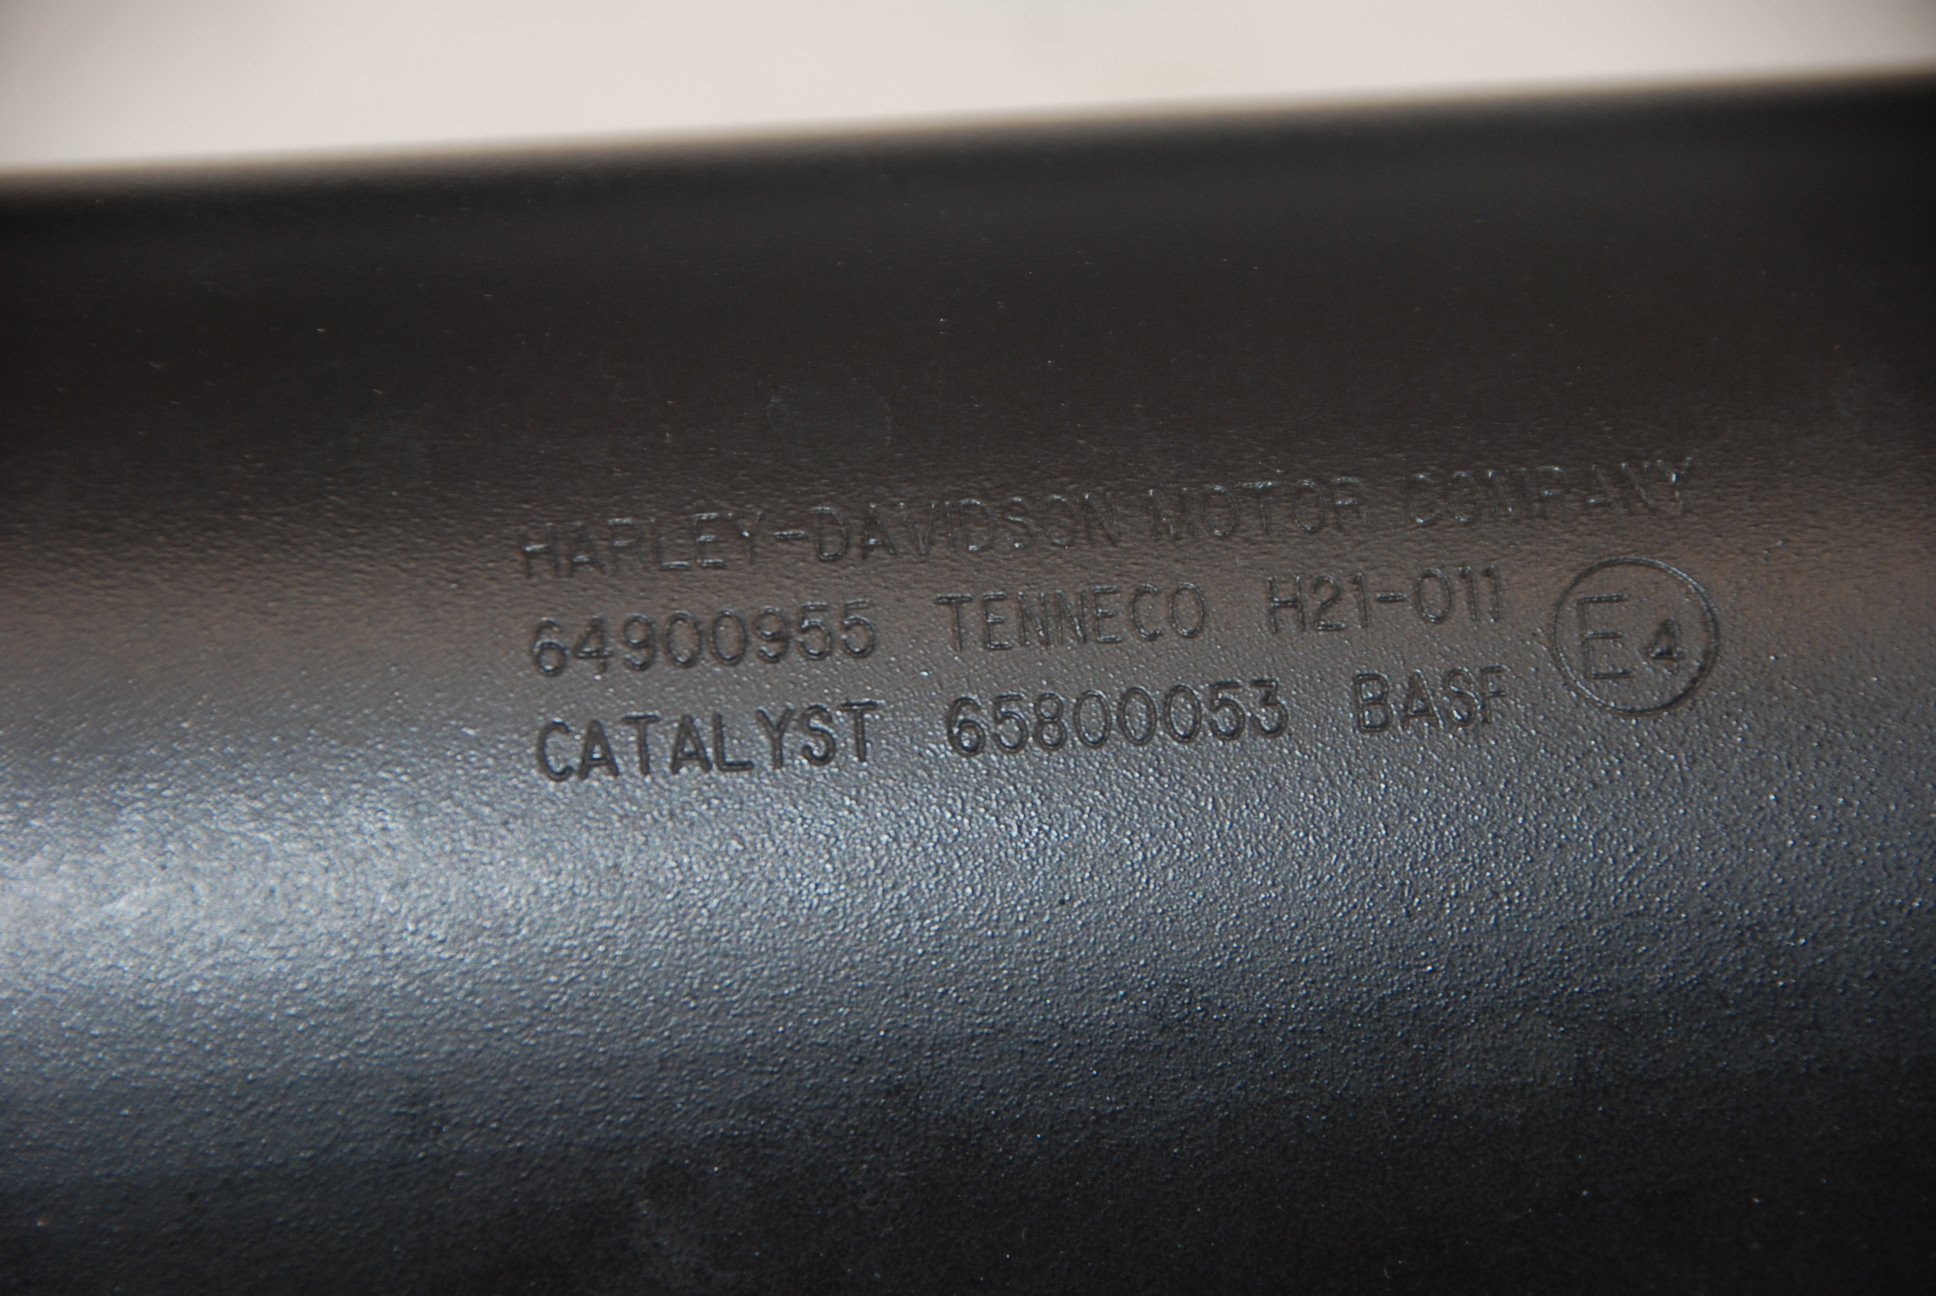 HARLEY-DAVIDSON MOTOR COMPANY
64900955 TENNECO H21-011 E4
CATALYST 65800053 BASF